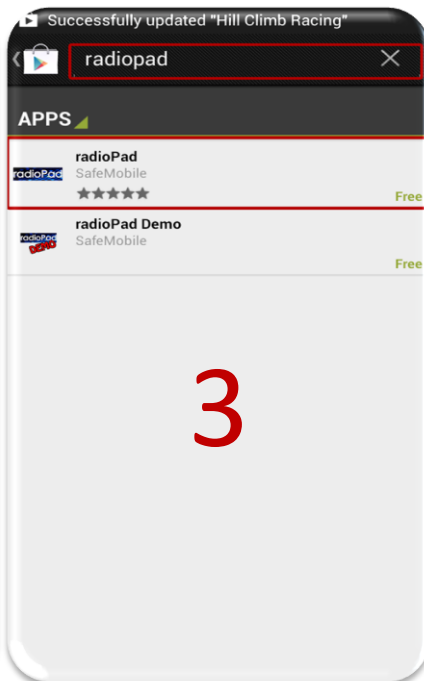 Successfully updated "Hill Climb Racing"
radiopad
APPS
radioPad
radioPad
SafeMobile
Free
radioPad
DEMO
radioPad Demo
SafeMobile
Free
3